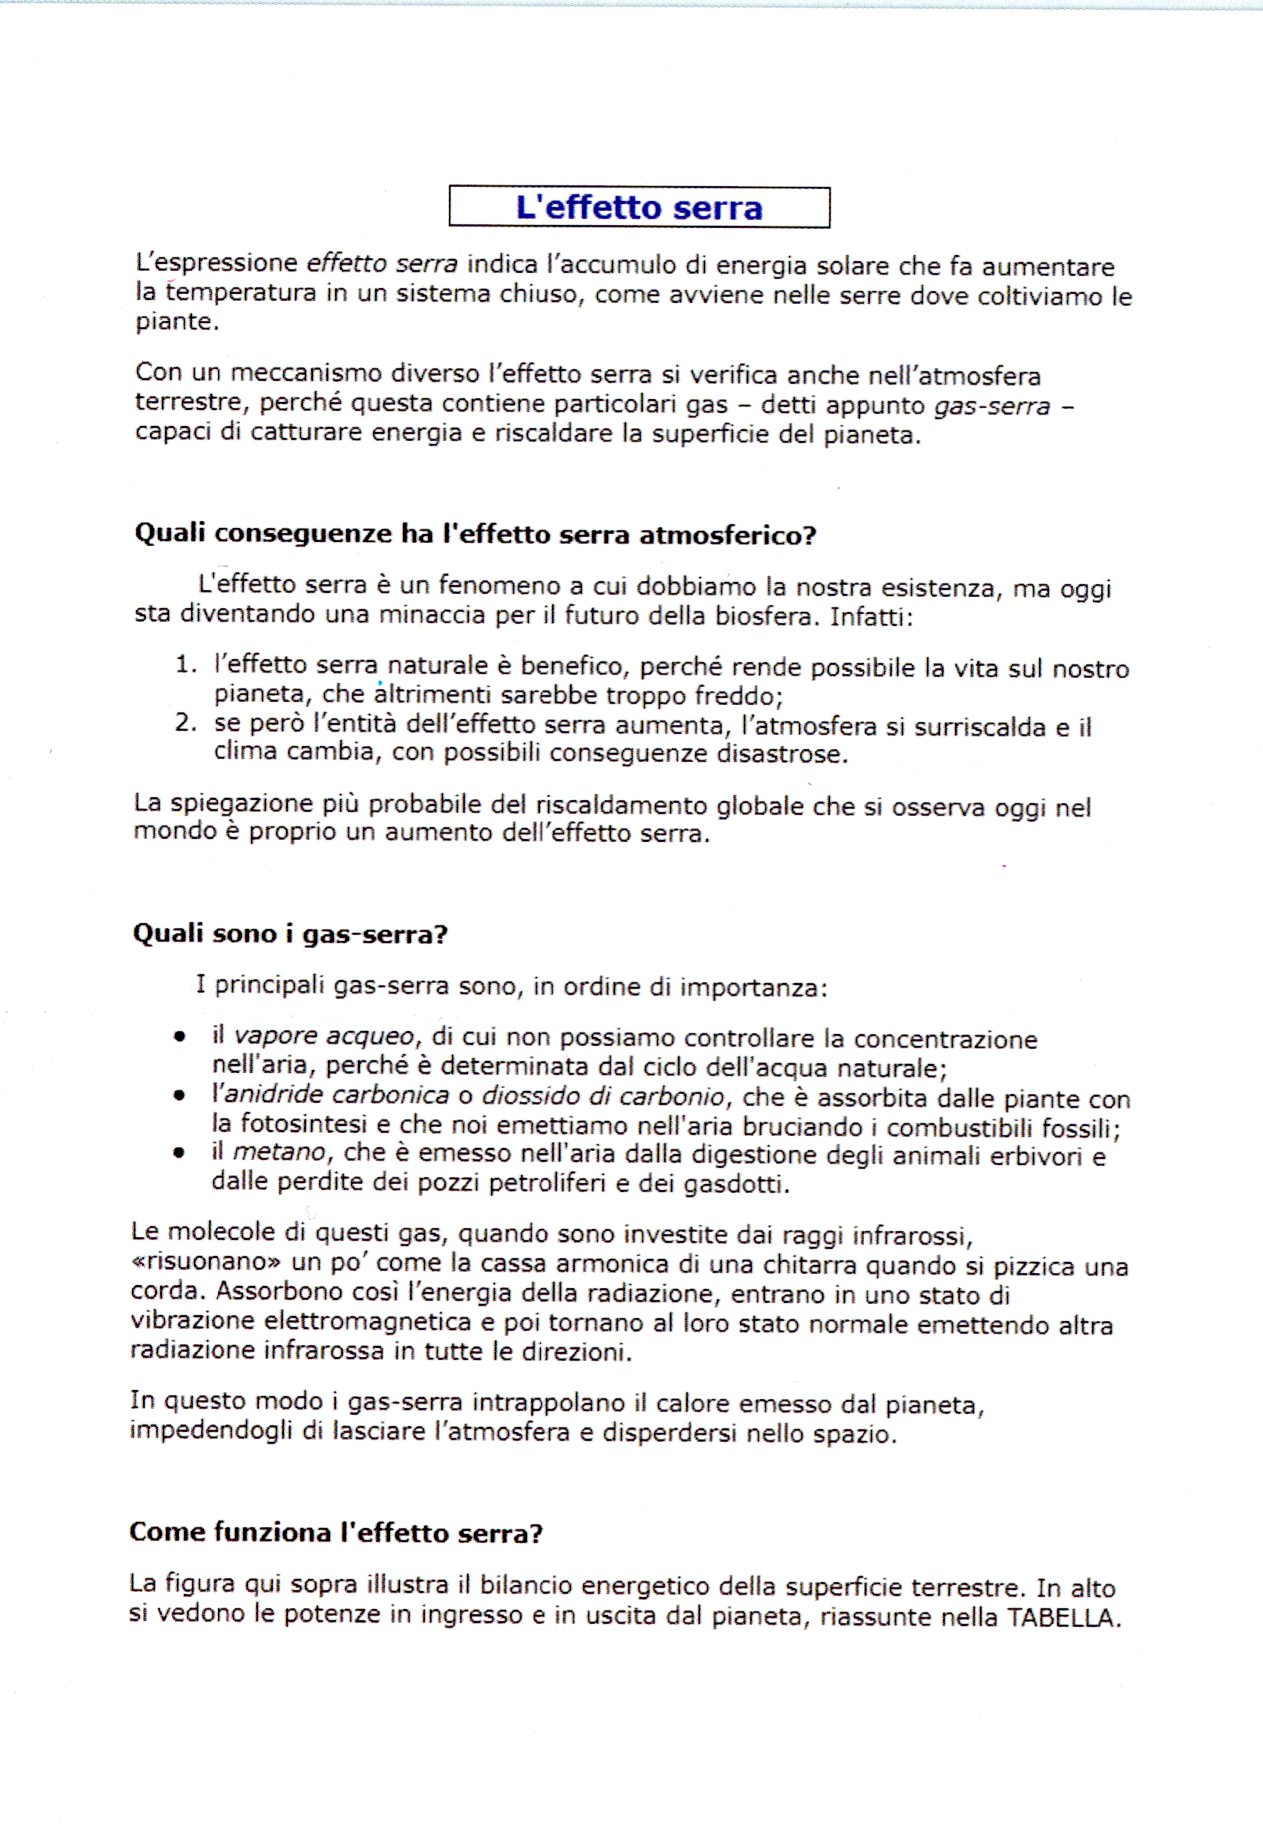 L'effetto serra
L'espressione effetto serra indica l'accumulo di energia solare che fa aumentare
la temperatura in un sistema chiuso, come avviene nelle serre dove coltiviamo le
piante.
Con un meccanismo diverso l'effetto serra si verifica anche nell'atmosfera
terrestre, perché questa contiene particolari gas – detti appunto gas-serra –
capaci di catturare energia e riscaldare la superficie del pianeta.
Quali conseguenze ha l'effetto serra atmosferico?
L'effetto serra è un fenomeno a cui dobbiamo la nostra esistenza, ma oggi
sta diventando una minaccia per il futuro della biosfera. Infatti:
1. l'effetto serra naturale è benefico, perché rende possibile la vita sul nostro
pianeta, che altrimenti sarebbe troppo freddo;
2. se però l'entità dell'effetto serra aumenta, l'atmosfera si surriscalda e il
clima cambia, con possibili conseguenze disastrose.
La spiegazione più probabile del riscaldamento globale che si osserva oggi nel
mondo è proprio un aumento dell'effetto serra.
Quali sono i gas-serra?
I principali gas-serra sono, in ordine di importanza:
• il vapore acqueo, di cui non possiamo controllare la concentrazione
nell'aria, perché è determinata dal ciclo dell'acqua naturale;
• l'anidride carbonica o diossido di carbonio, che è assorbita dalle piante con
la fotosintesi e che noi emettiamo nell'aria bruciando i combustibili fossili;
• il metano, che è emesso nell'aria dalla digestione degli animali erbivori e
dalle perdite dei pozzi petroliferi e dei gasdotti.
Le molecole di questi gas, quando sono investite dai raggi infrarossi,
«risuonano» un po' come la cassa armonica di una chitarra quando si pizzica una
corda. Assorbono così l'energia della radiazione, entrano in uno stato di
vibrazione elettromagnetica e poi tornano al loro stato normale emettendo altra
radiazione infrarossa in tutte le direzioni.
In questo modo i gas-serra intrappolano il calore emesso dal pianeta,
impedendogli di lasciare l'atmosfera e disperdersi nello spazio.
Come funziona l'effetto serra?
La figura qui sopra illustra il bilancio energetico della superficie terrestre. In alto
si vedono le potenze in ingresso e in uscita dal pianeta, riassunte nella TABELLA.